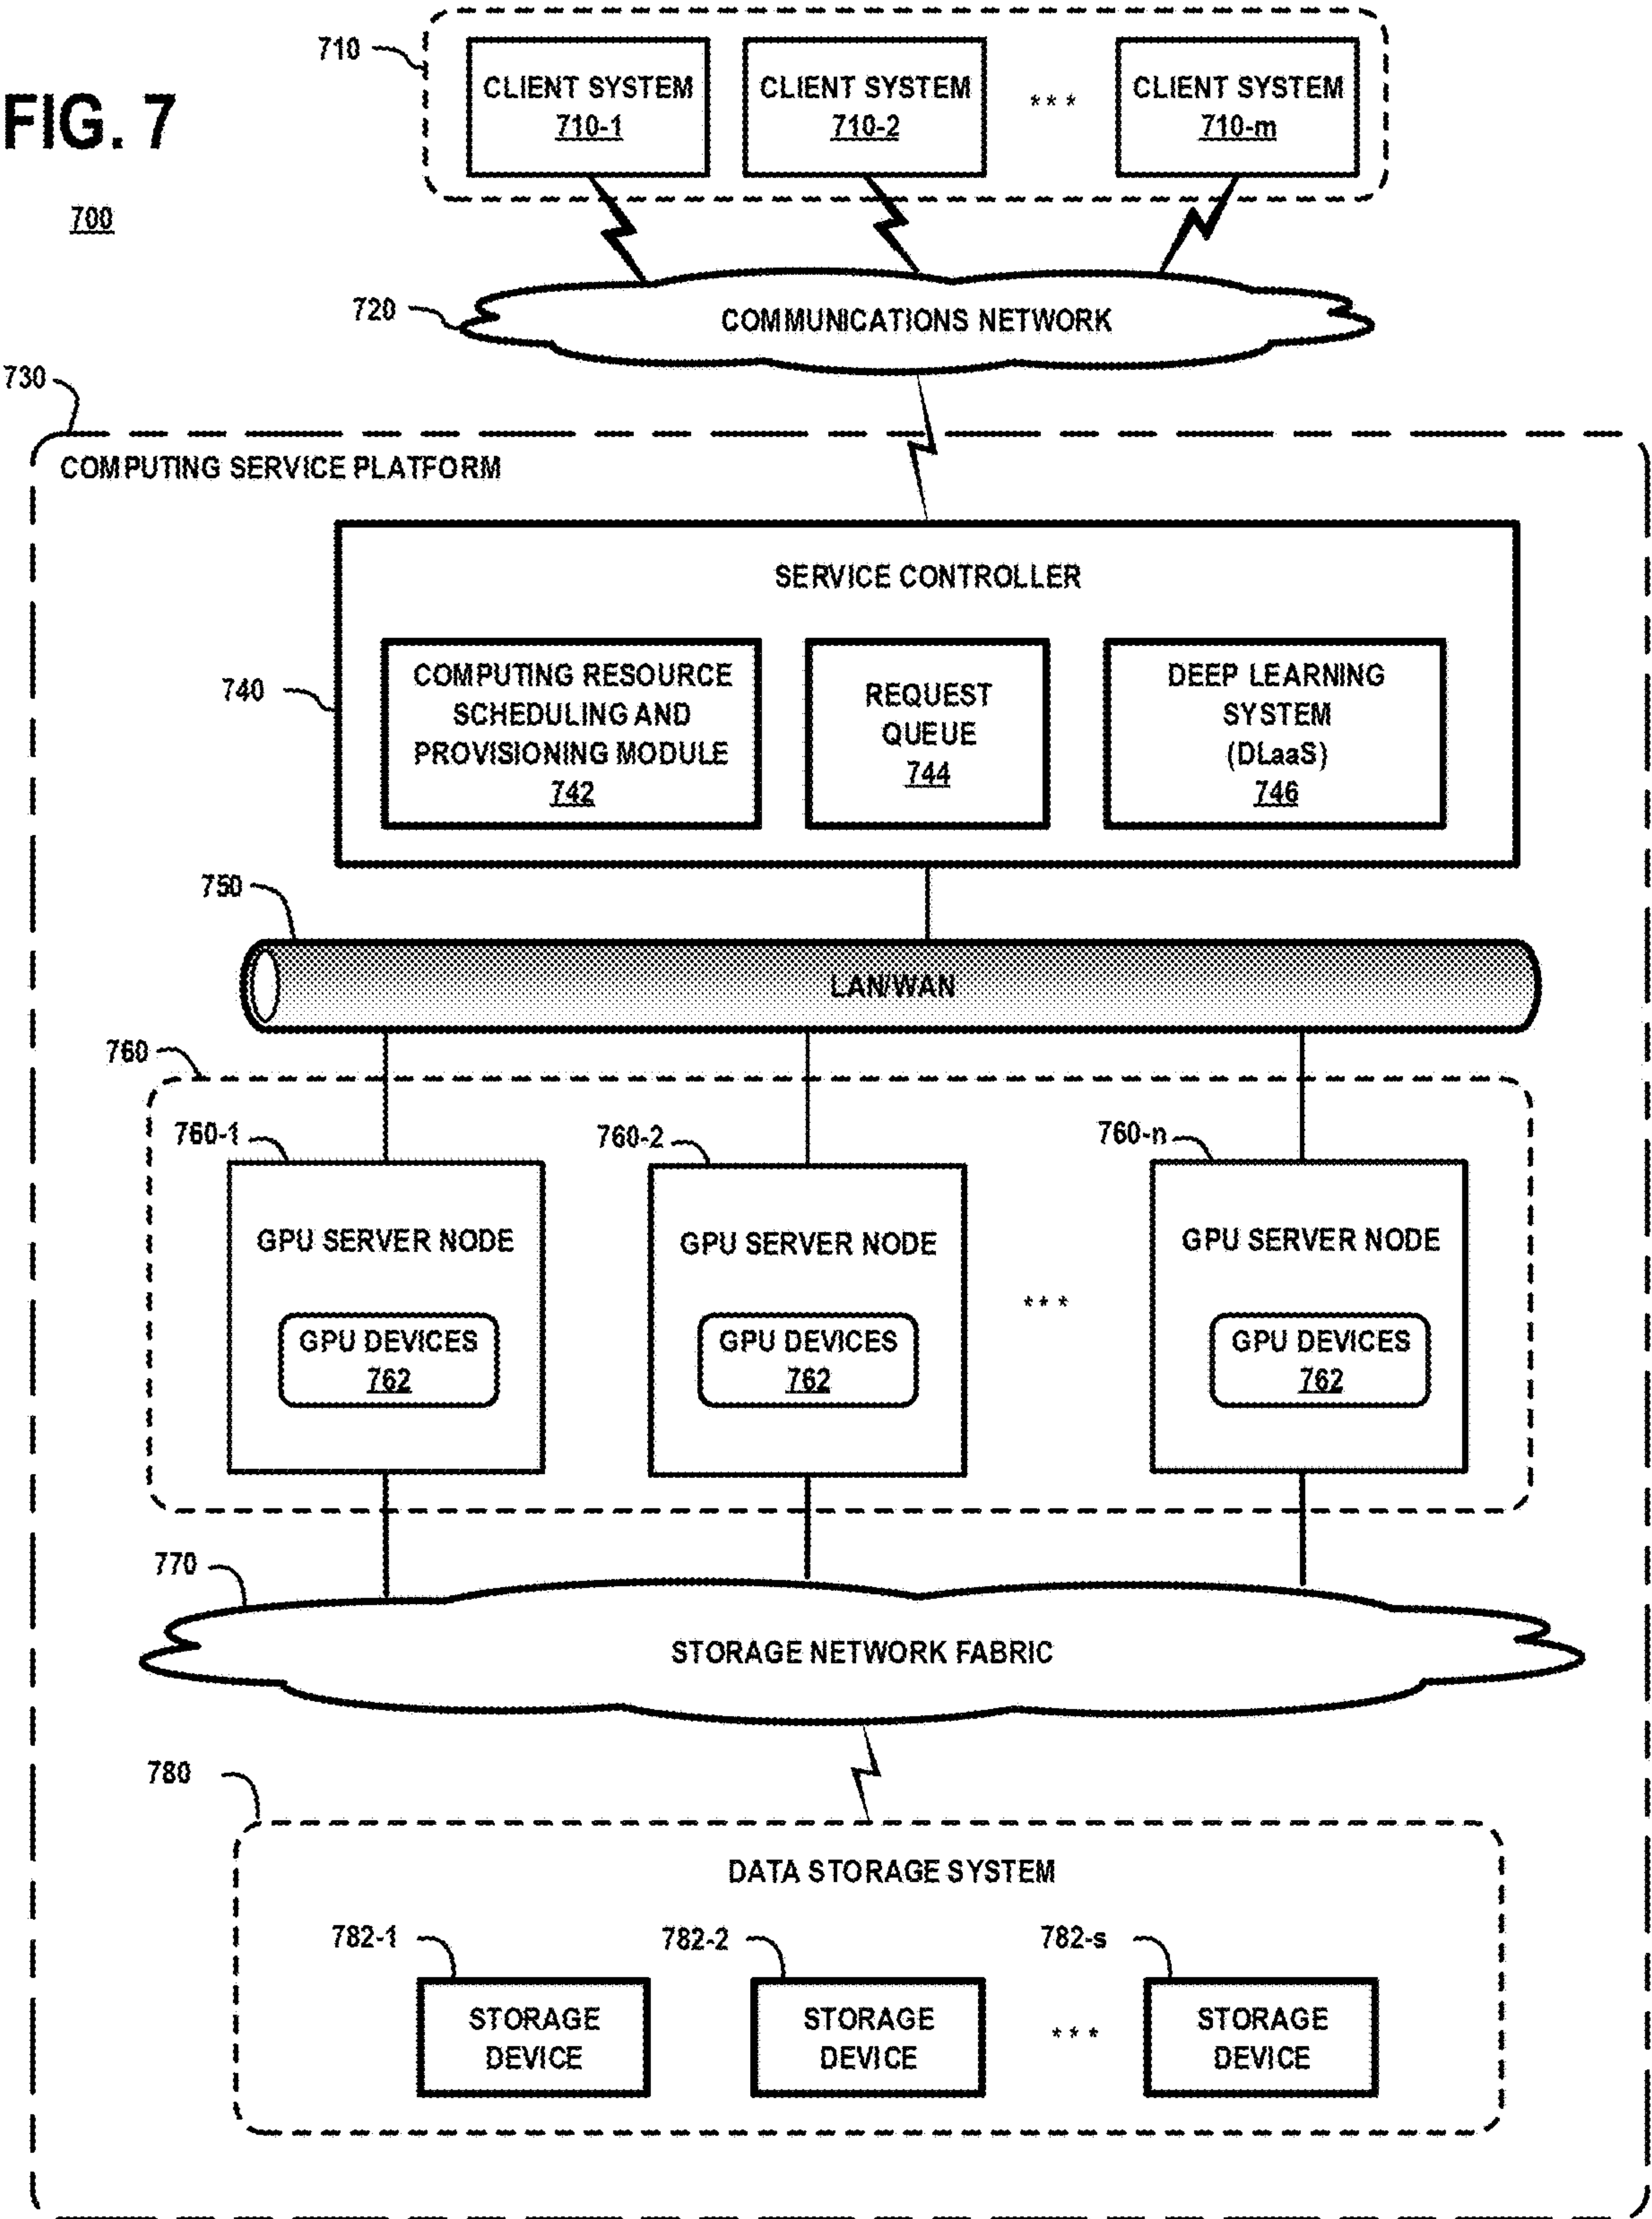 FIG. 7
700
710
CLIENT SYSTEM
710-1
CLIENT SYSTEM
710-2
***
CLIENT SYSTEM
710-m
720
COMMUNICATIONS NETWORK
730
COMPUTING SERVICE PLATFORM
740
SERVICE CONTROLLER
COMPUTING RESOURCE
SCHEDULING AND
PROVISIONING MODULE
742
REQUEST
QUEUE
744
DEEP LEARNING
SYSTEM
(DLaaS)
746
750
LAN/WAN
760
760-1
GPU SERVER NODE
GPU DEVICES
762
760-2
GPU SERVER NODE
GPU DEVICES
762
***
760-n
GPU SERVER NODE
GPU DEVICES
762
770
STORAGE NETWORK FABRIC
780
DATA STORAGE SYSTEM
782-1
STORAGE
DEVICE
782-2
STORAGE
DEVICE
***
782-s
STORAGE
DEVICE